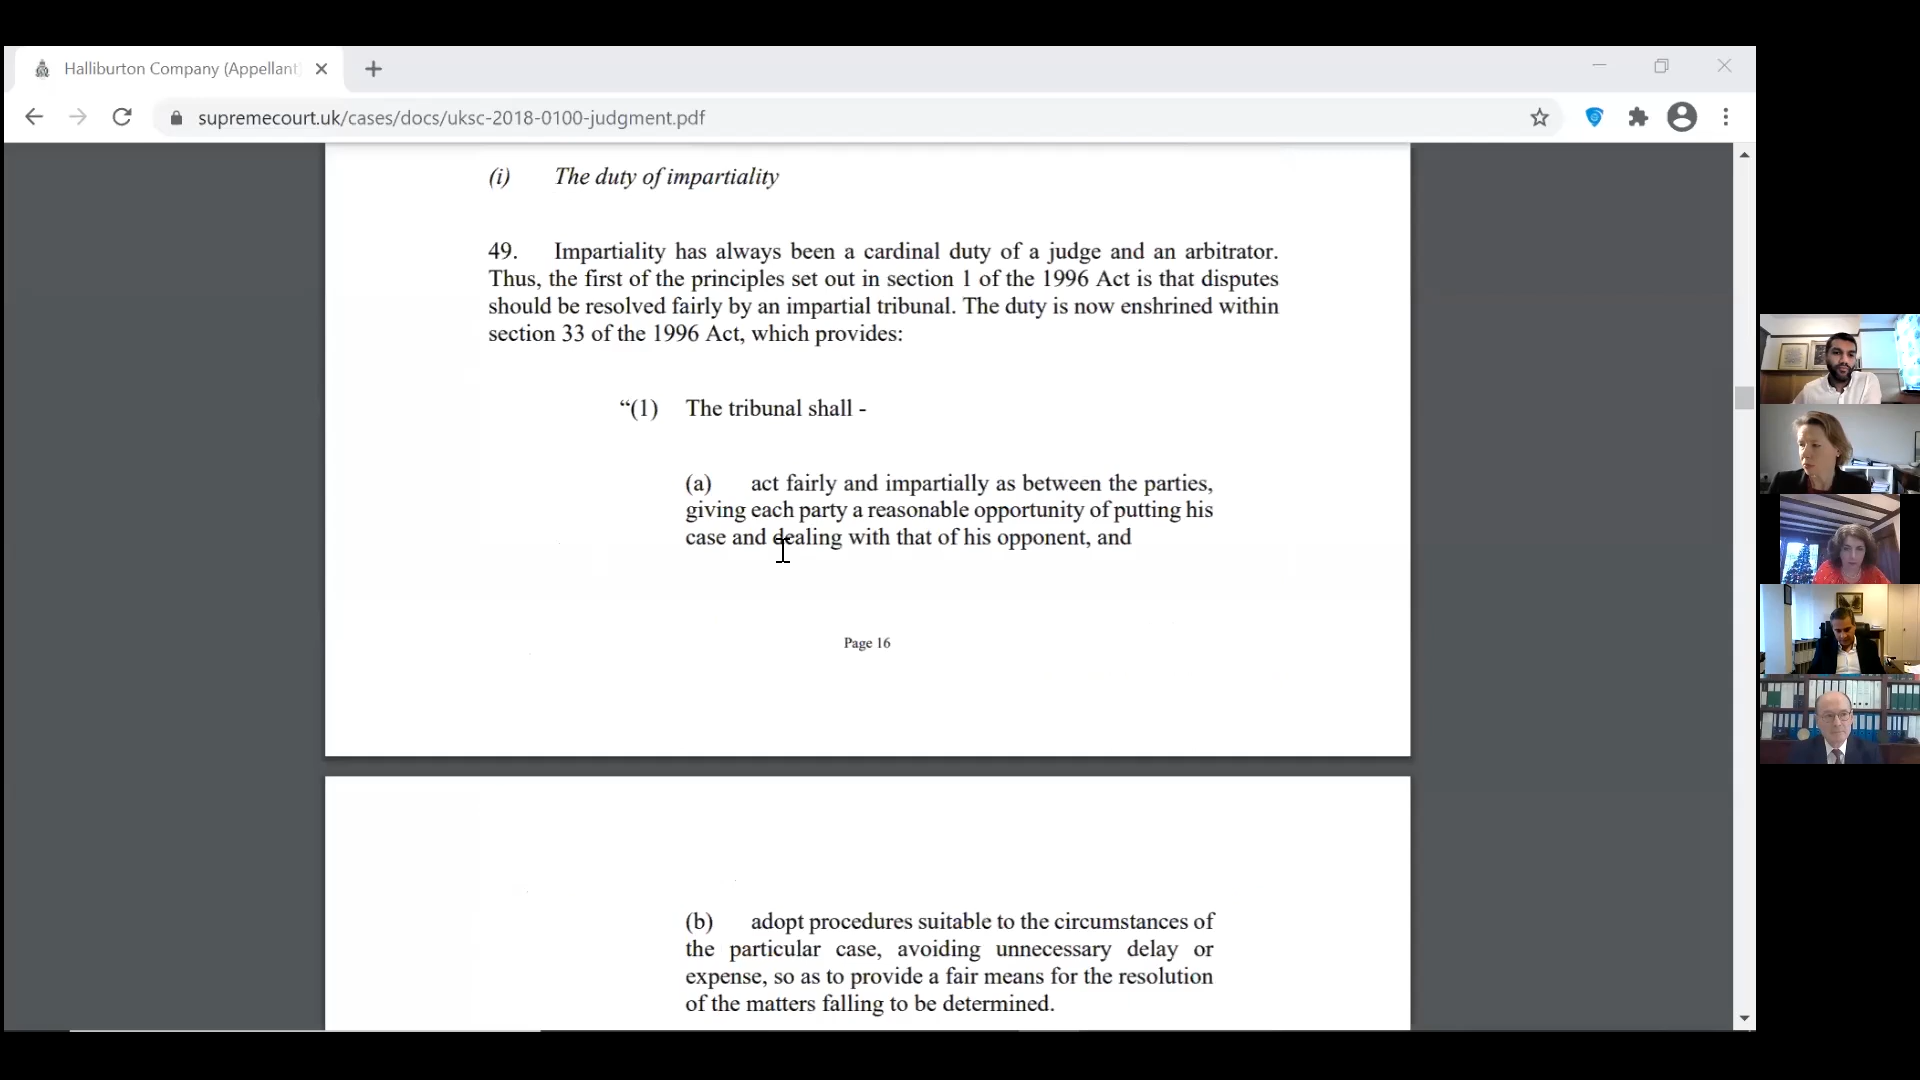 Halliburton Company (Appellant)
supremecourt.uk/cases/docs/uksc-2018-0100-judgment.pdf
(i) The duty of impartiality
49. Impartiality has always been a cardinal duty of a judge and an arbitrator.
Thus, the first of the principles set out in section 1 of the 1996 Act is that disputes
should be resolved fairly by an impartial tribunal. The duty is now enshrined within
section 33 of the 1996 Act, which provides:
“(1) The tribunal shall -
(a) act fairly and impartially as between the parties,
giving each party a reasonable opportunity of putting his
case and dealing with that of his opponent, and
Page 16
(b) adopt procedures suitable to the circumstances of
the particular case, avoiding unnecessary delay or
expense, so as to provide a fair means for the resolution
of the matters falling to be determined.